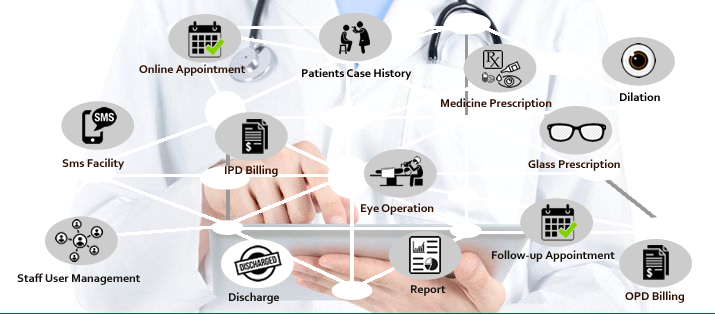 Online Appointment
Patients Case History
Rx
Medicine Prescription
Dilation
SMS
Sms Facility
IPD Billing
Glass Prescription
Eye Operation
Staff User Management
DISCHARGED
Discharge
Report
Follow-up Appointment
OPD Billing